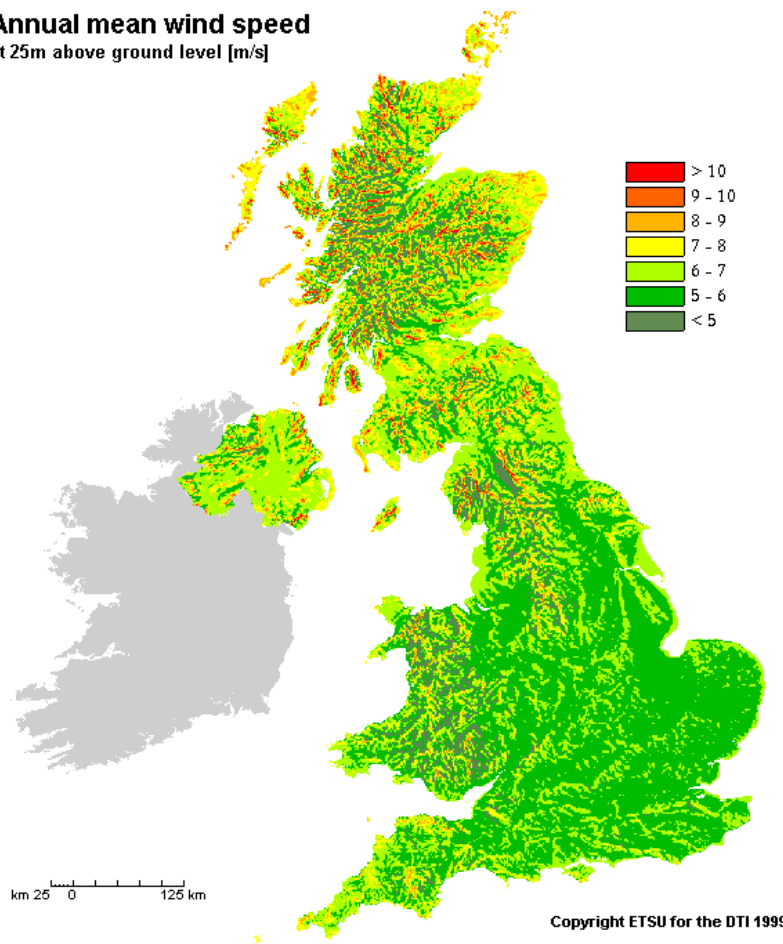 Annual mean wind speed
t 25m above ground level [m/s]
> 10
9 - 10
8 - 9
7 - 8
6 - 7
5 - 6
< 5
km 25 0 125 km
Copyright ETSU for the DTI 1999